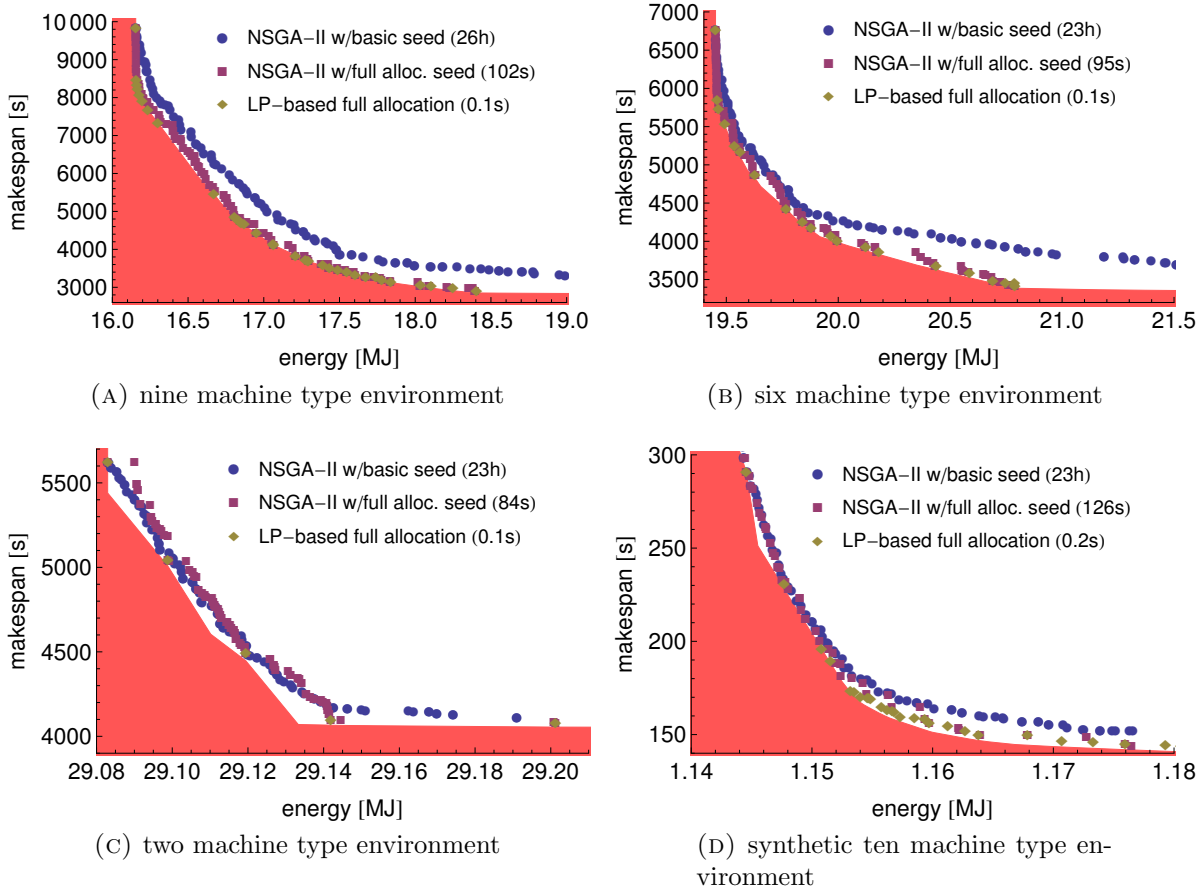 10 000
9000
8000
7000
6000
5000
4000
3000
makespan [s]
NSGA−II w/basic seed (26h)
NSGA−II w/full alloc. seed (102s)
LP−based full allocation (0.1s)
16.0 16.5 17.0 17.5 18.0 18.5 19.0
energy [MJ]
(A) nine machine type environment
7000
6500
6000
5500
5000
4500
4000
3500
makespan [s]
NSGA−II w/basic seed (23h)
NSGA−II w/full alloc. seed (95s)
LP−based full allocation (0.1s)
19.5 20.0 20.5 21.0 21.5
energy [MJ]
(B) six machine type environment
5500
5000
4500
4000
makespan [s]
NSGA−II w/basic seed (23h)
NSGA−II w/full alloc. seed (84s)
LP−based full allocation (0.1s)
29.08 29.10 29.12 29.14 29.16 29.18 29.20
energy [MJ]
(C) two machine type environment
300
250
200
150
makespan [s]
NSGA−II w/basic seed (23h)
NSGA−II w/full alloc. seed (126s)
LP−based full allocation (0.2s)
1.14 1.15 1.16 1.17 1.18
energy [MJ]
(D) synthetic ten machine type en-
vironment